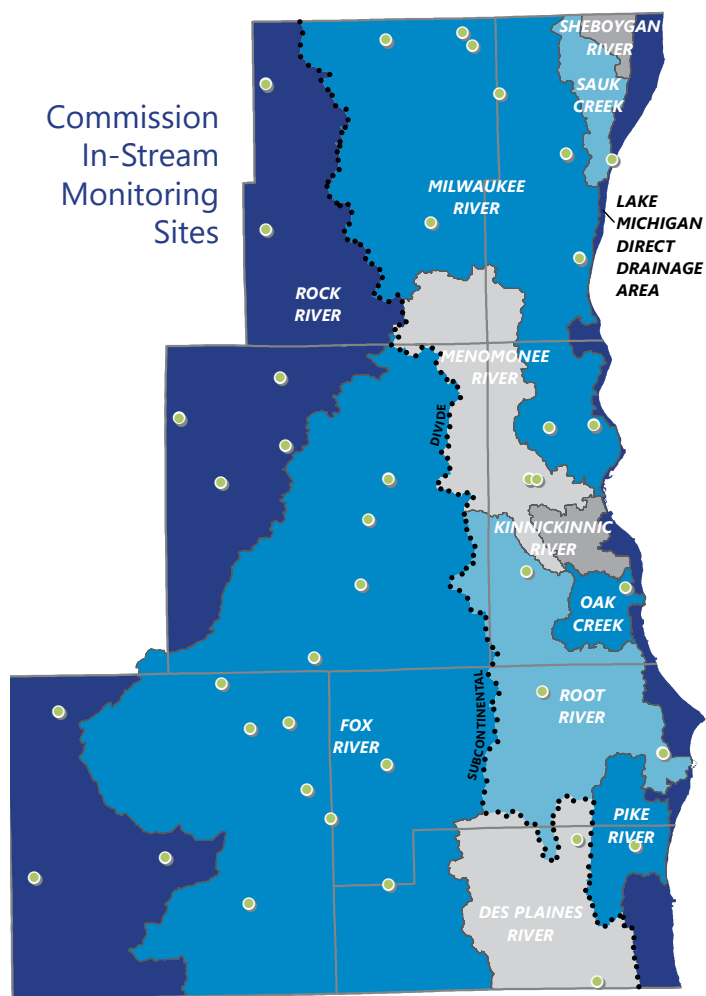 Commission
In-Stream
Monitoring
Sites
SHEBOYGAN
RIVER
SAUK
CREEK
MILWAUKEE
RIVER
LAKE
MICHIGAN
DIRECT
DRAINAGE
AREA
ROCK
RIVER
MENOMONEE
RIVER
DIVIDE
KINNICKINNIC
RIVER
OAK
CREEK
ROOT
RIVER
FOX
RIVER
SUBCONTINENTAL
PIKE
RIVER
DES PLAINES
RIVER